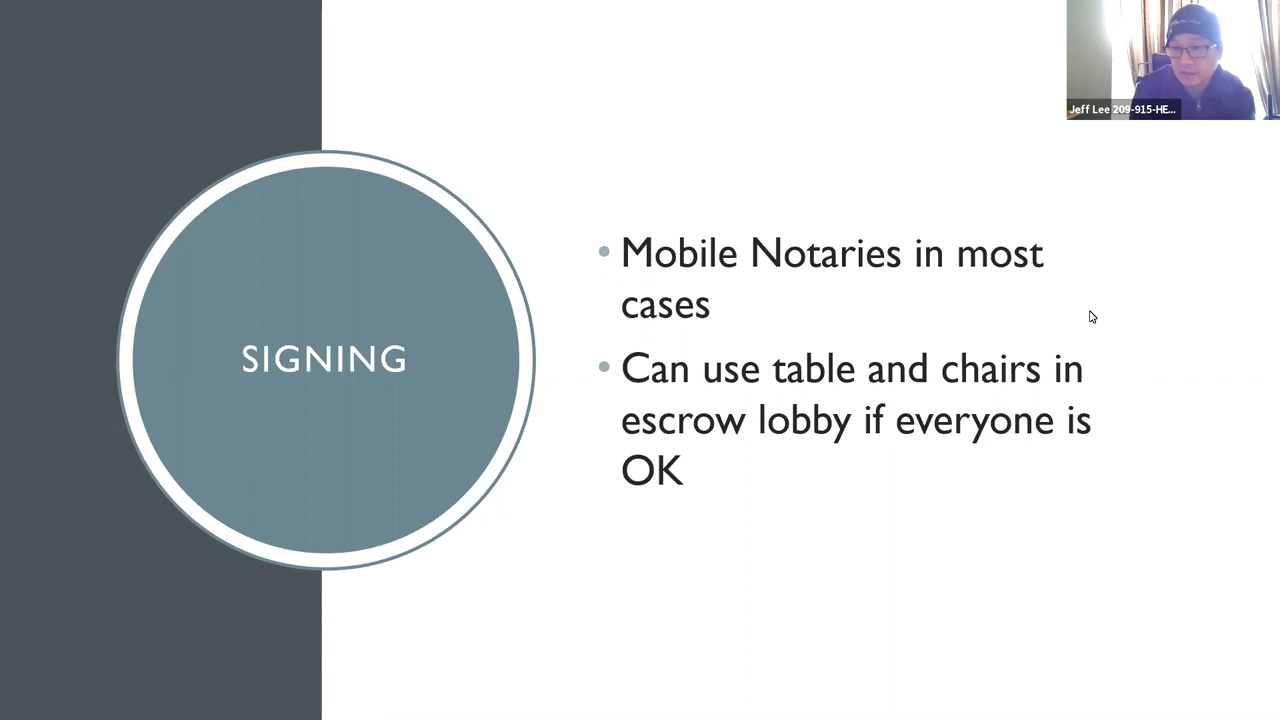 Jeff Lee 209-915-HE...
SIGNING
• Mobile Notaries in most
cases
• Can use table and chairs in
escrow lobby if everyone is
OK